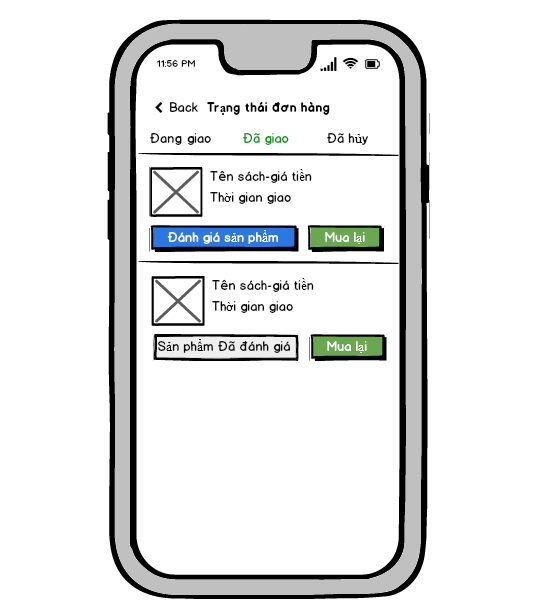 11:56 PM
Back Trạng thái đơn hàng
Đang giao Đã giao Đã hủy
Tên sách-giá tiền
Thời gian giao
Đánh giá sản phẩm Mua lại
Tên sách-giá tiền
Thời gian giao
Sản phẩm Đã đánh giá Mua lại